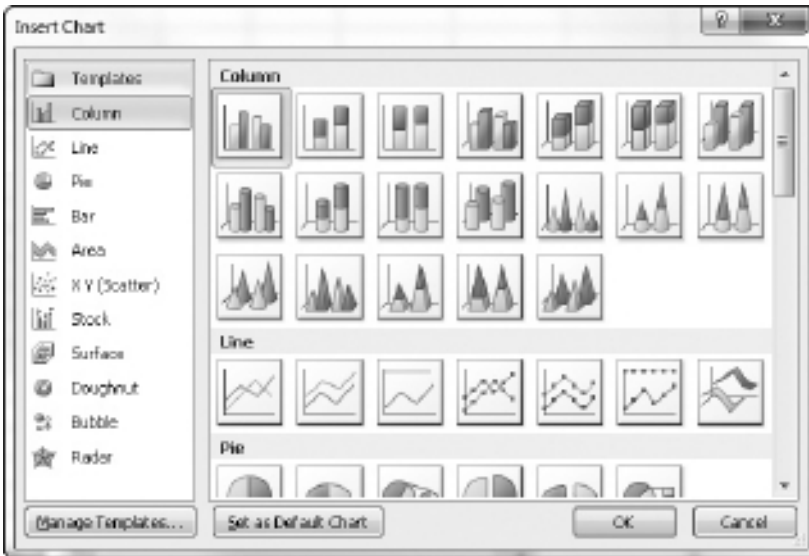 Insert Chart
?
Templates
Column
Line
Pie
Bar
Area
X Y (Scatter)
Stock
Surface
Doughnut
Bubble
Radar
Manage Templates...
Column
Line
Pie
Set as Default Chart
OK
Cancel